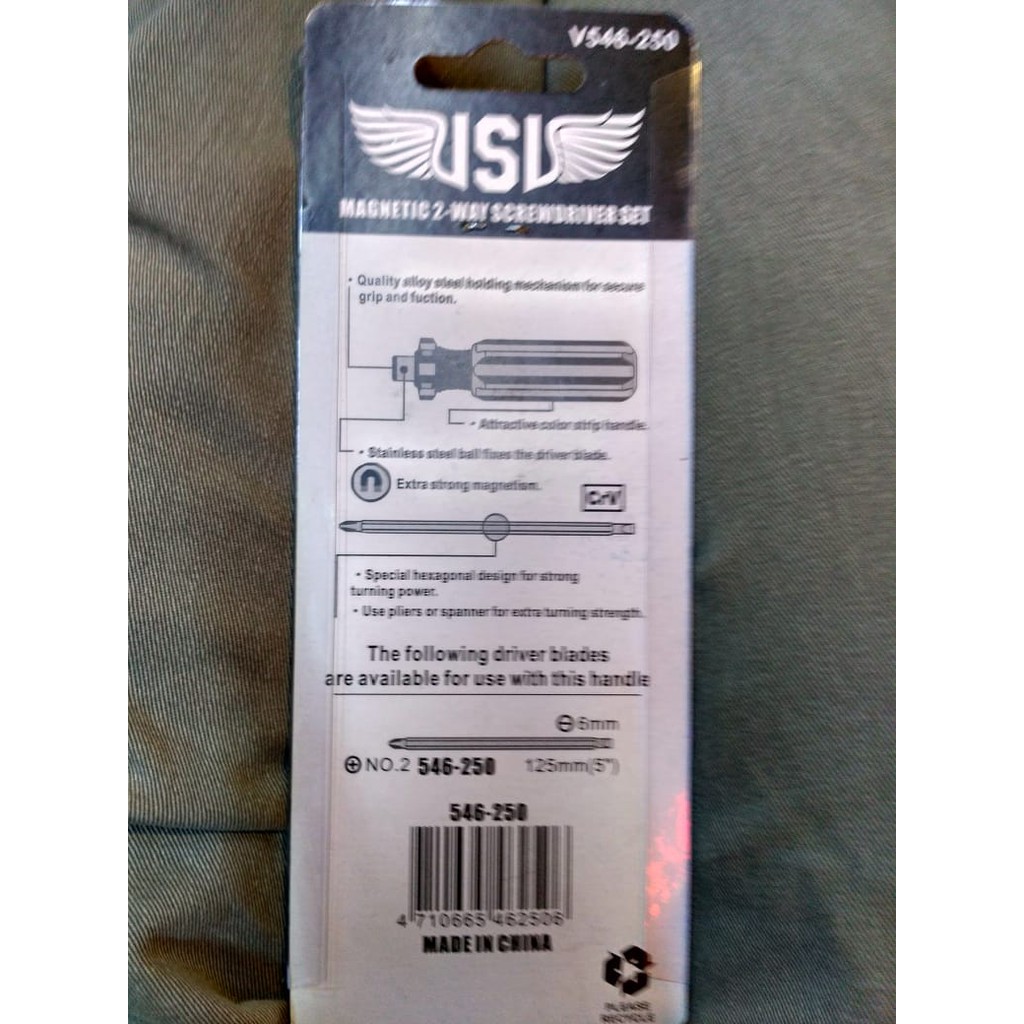 V546-250
JSL
MAGNETIC 2-WAY SCREWDRIVER SET
• Quality alloy steel holding mechanism for secure
grip and fuction.
• Attractive color strip handle.
• Stainless steel ball fixes the driver blade.
Extra strong magnetism.
CrV
• Special hexagonal design for strong
turning power.
• Use pliers or spanner for extra turning strength.
The following driver blades
are available for use with this handle
6mm
NO.2 546-250 125mm(5")
546-250
4 710665 462506
MADE IN CHINA
PLEASE
RECYCLE